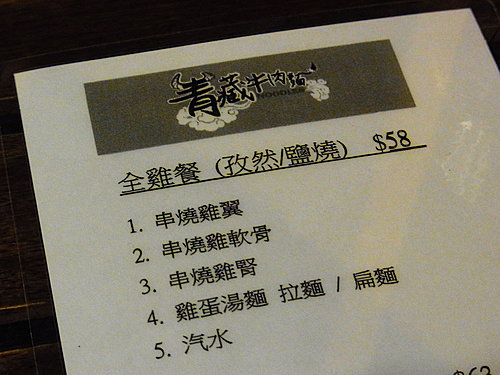 青藏牛肉麵
NOODLES
全雞餐 (孜然/鹽燒) $58
1. 串燒雞翼
2. 串燒雞軟骨
3. 串燒雞腎
4. 雞蛋湯麵 拉麵 / 扁麵
5. 汽水